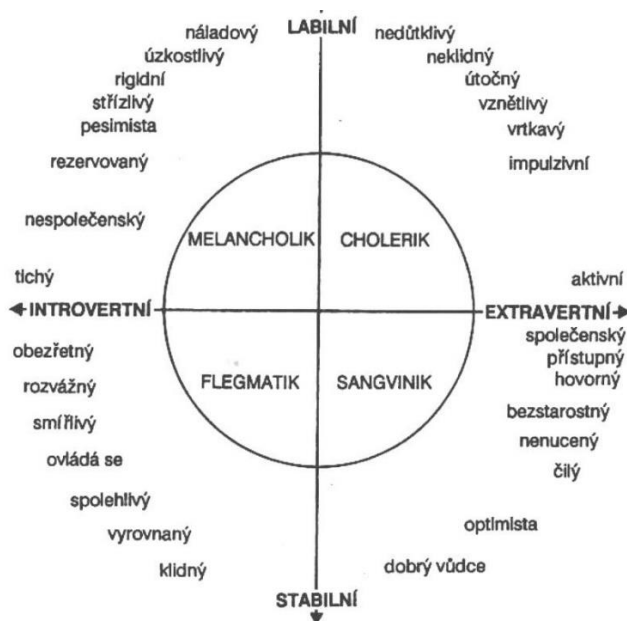 náladový
LABILNÍ
nedůtklivý
úzkostlivý
neklidný
rigidní
útočný
střízlivý
vznětlivý
pesimista
vrtkavý
rezervovaný
impulzivní
nespolečenský
MELANCHOLIK
CHOLERIK
tichý
aktivní
INTROVERTNÍ
EXTRAVERTNÍ
společenský
obezřetný
přístupný
hovorný
rozvážný
FLEGMATIK
SANGVINIK
smířlivý
bezstarostný
nenucený
ovládá se
čilý
spolehlivý
optimista
vyrovnaný
klidný
dobrý vůdce
STABILNÍ